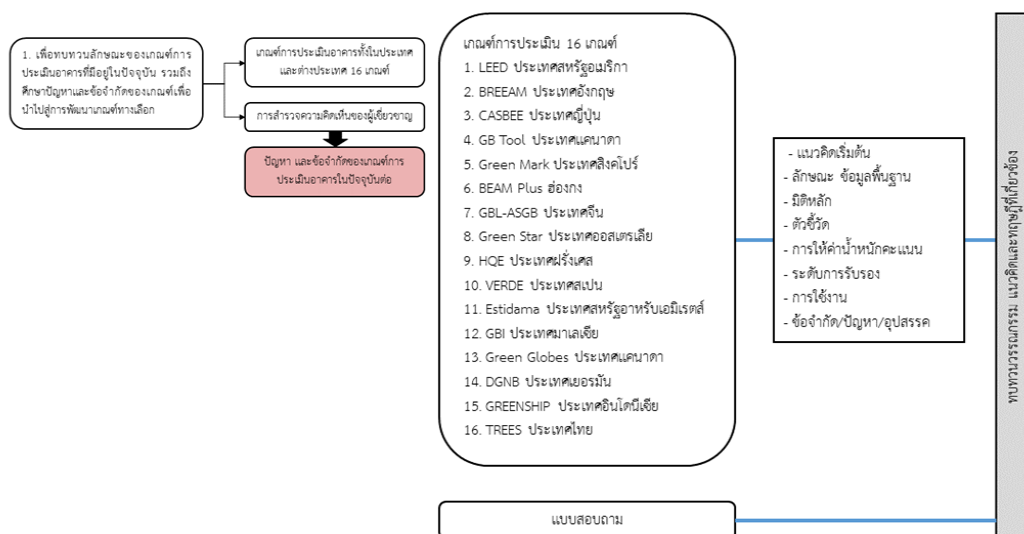 1. เพื่อทบทวนลักษณะของเกณฑ์การ
ประเมินอาคารที่มีอยู่ในปัจจุบัน รวมถึง
ศึกษาปัญหาและข้อจำกัดของเกณฑ์เพื่อ
นำไปสู่การพัฒนาเกณฑ์ทางเลือก
เกณฑ์การประเมินอาคารทั้งในประเทศ
และต่างประเทศ 16 เกณฑ์
การสำรวจความคิดเห็นของผู้เชี่ยวชาญ
ปัญหา และข้อจำกัดของเกณฑ์การ
ประเมินอาคารในปัจจุบันต่อ
เกณฑ์การประเมิน 16 เกณฑ์
1. LEED ประเทศสหรัฐอเมริกา
2. BREEAM ประเทศอังกฤษ
3. CASBEE ประเทศญี่ปุ่น
4. GB Tool ประเทศแคนาดา
5. Green Mark ประเทศสิงคโปร์
6. BEAM Plus ฮ่องกง
7. GBL-ASGB ประเทศจีน
8. Green Star ประเทศออสเตรเลีย
9. HQE ประเทศฝรั่งเศส
10. VERDE ประเทศสเปน
11. Estidama ประเทศสหรัฐอาหรับเอมิเรตส์
12. GBI ประเทศมาเลเซีย
13. Green Globes ประเทศแคนาดา
14. DGNB ประเทศเยอรมัน
15. GREENSHIP ประเทศอินโดนีเซีย
16. TREES ประเทศไทย
แบบสอบถาม
- แนวคิดเริ่มต้น
- ลักษณะ ข้อมูลพื้นฐาน
- มิติหลัก
- ตัวชี้วัด
- การให้ค่าน้ำหนักคะแนน
- ระดับการรับรอง
- การใช้งาน
- ข้อจำกัด/ปัญหา/อุปสรรค
ทบทวนวรรณกรรม แนวคิดและทฤษฎีที่เกี่ยวข้อง